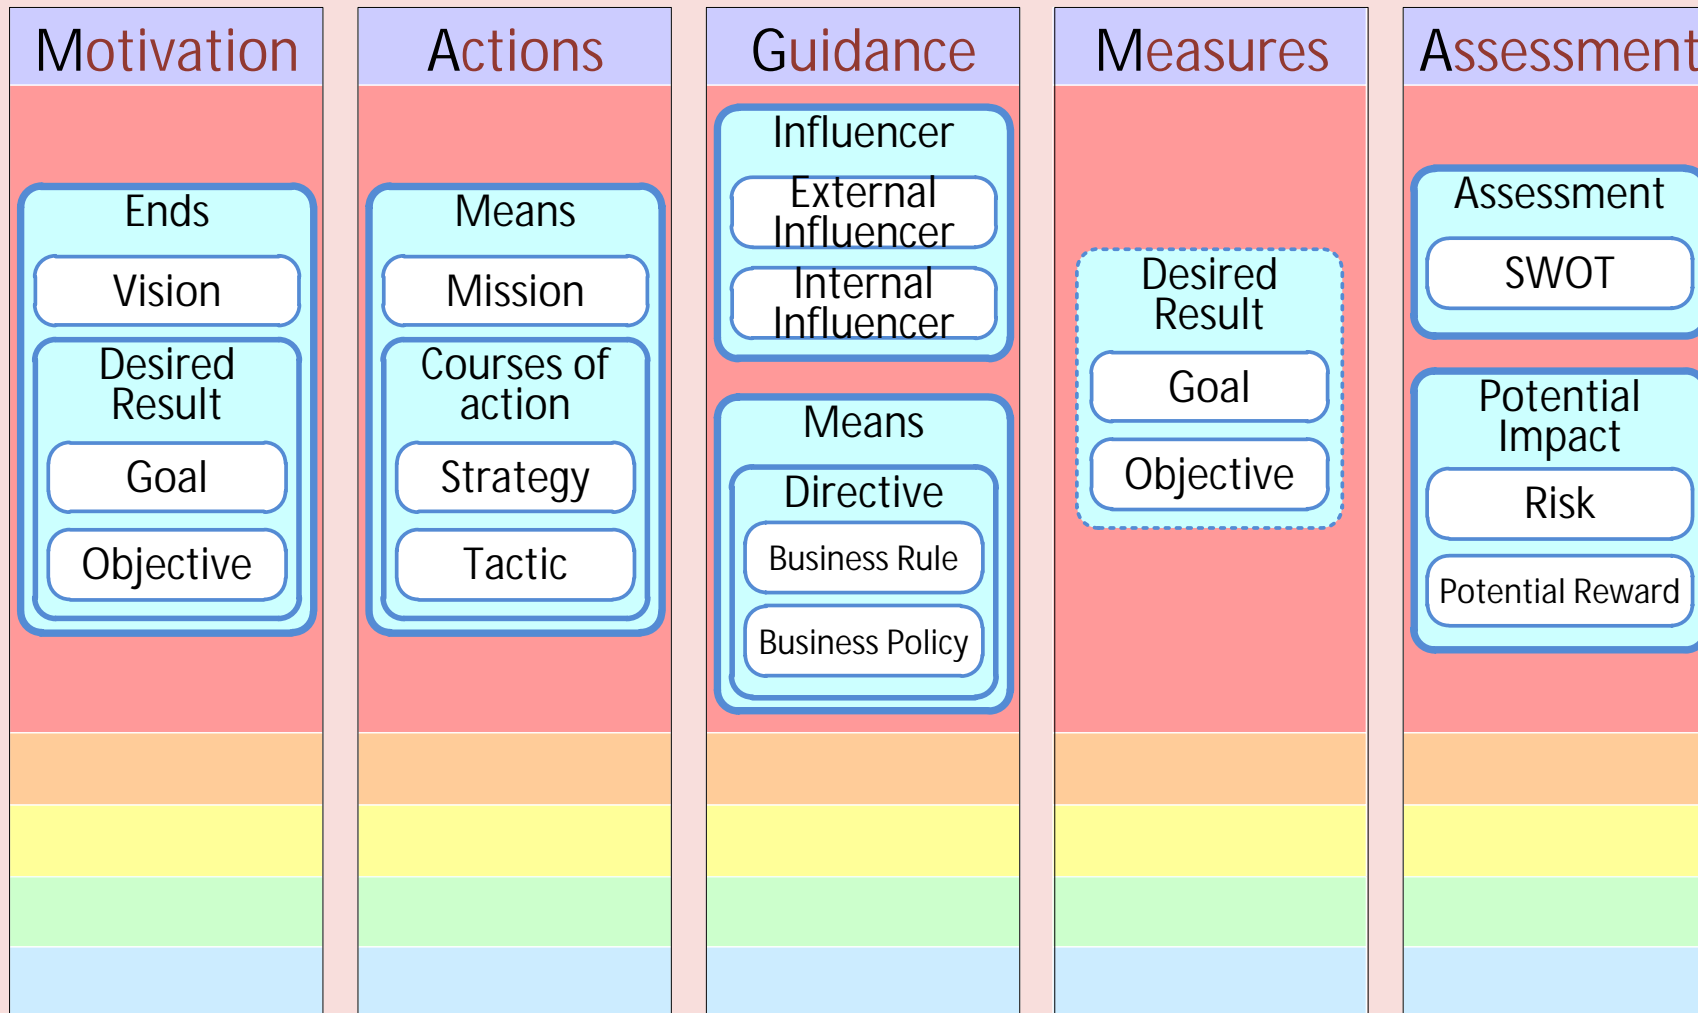 Motivation
Ends
Vision
Desired
Result
Goal
Objective
Actions
Means
Mission
Courses of
action
Strategy
Tactic
Guidance
Influencer
External
Influencer
Internal
Influencer
Means
Directive
Business Rule
Business Policy
Measures
Desired
Result
Goal
Objective
Assessment
Assessment
SWOT
Potential
Impact
Risk
Potential Reward